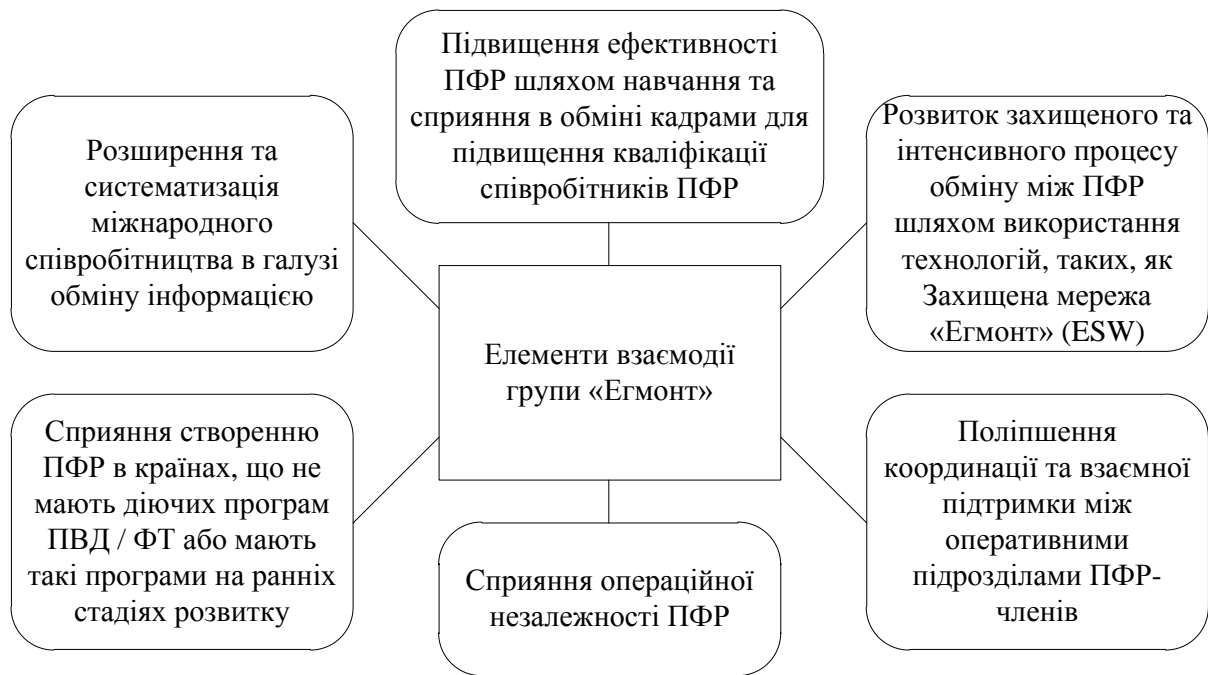 Підвищення ефективності
ПФР шляхом навчання та
сприяння в обміні кадрами для
підвищення кваліфікації
співробітників ПФР
Розширення та
систематизація
міжнародного
співробітництва в галузі
обміну інформацією
Розвиток захищеного та
інтенсивного процесу
обміну між ПФР
шляхом використання
технологій, таких, як
Захищена мережа
«Егмонт» (ESW)
Елементи взаємодії
групи «Егмонт»
Сприяння створенню
ПФР в країнах, що не
мають діючих програм
ПВД / ФТ або мають
такі програми на ранніх
стадіях розвитку
Сприяння операційної
незалежності ПФР
Поліпшення
координації та взаємної
підтримки між
оперативними
підрозділами ПФР-
членів